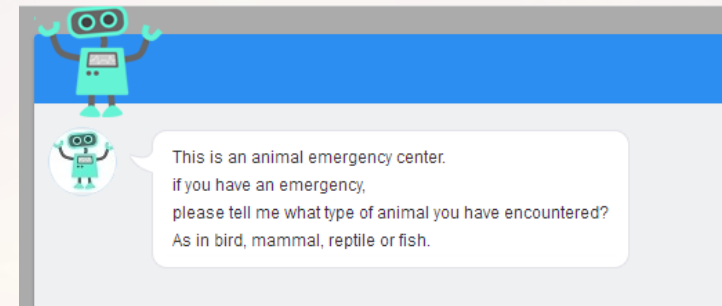 This is an animal emergency center.
if you have an emergency,
please tell me what type of animal you have encountered?
As in bird, mammal, reptile or fish.